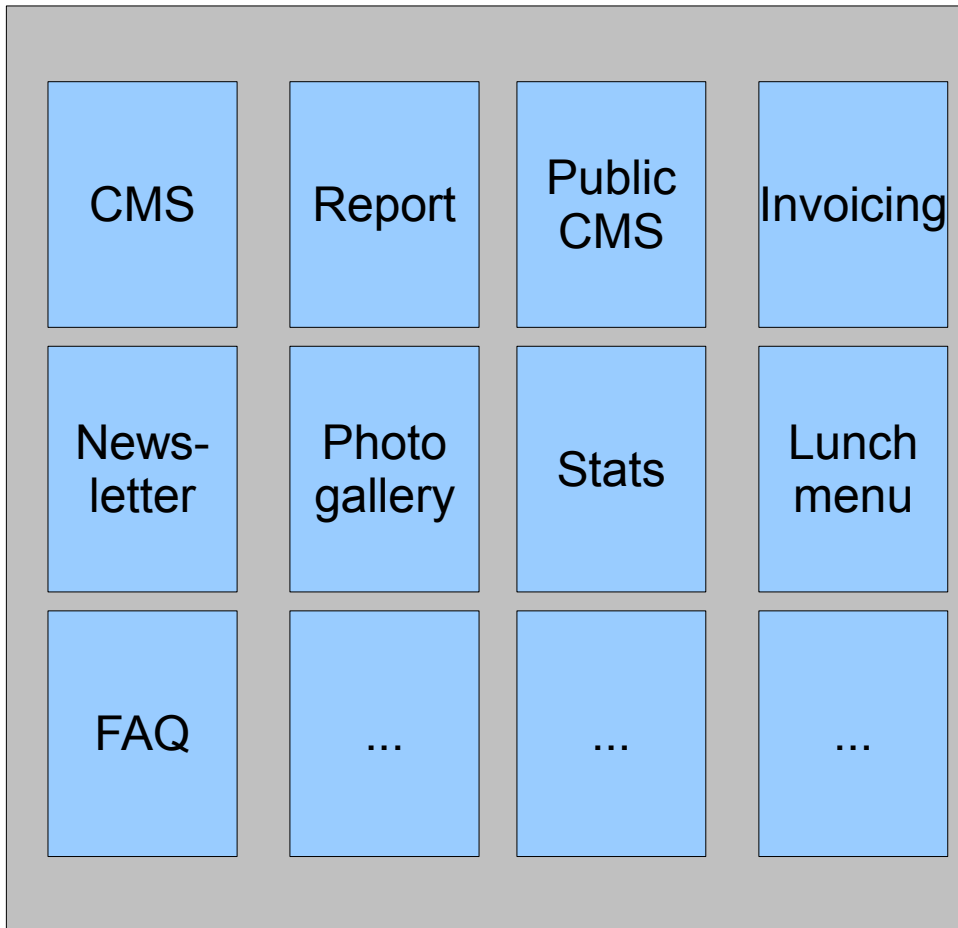 CMS
Report
Public
CMS
Invoicing
News-
letter
Photo
gallery
Stats
Lunch
menu
FAQ
...
...
...